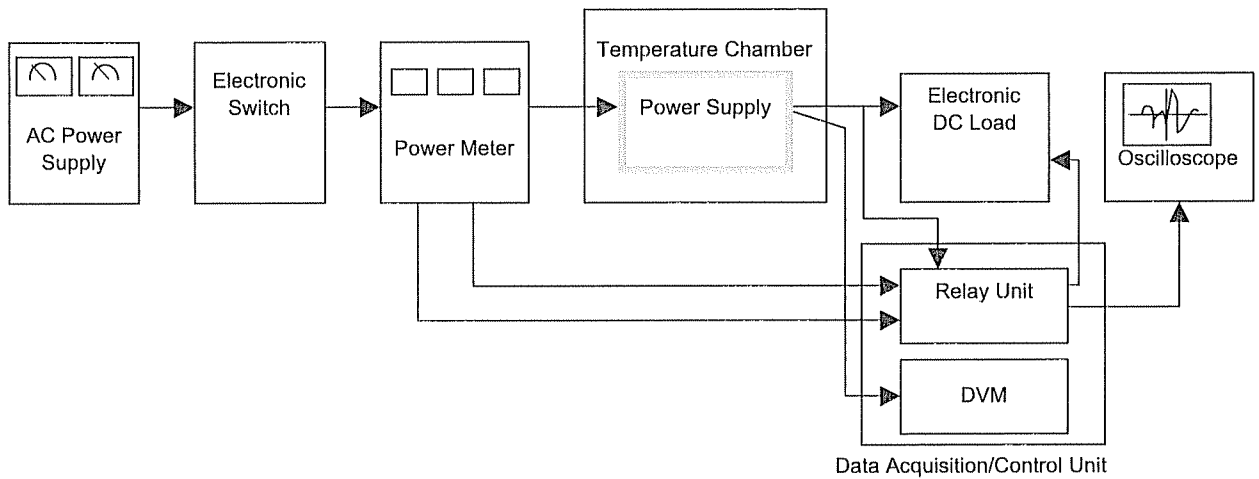 AC Power
Supply
Electronic
Switch
Power Meter
Temperature Chamber
Power Supply
Electronic
DC Load
Oscilloscope
Relay Unit
DVM
Data Acquisition/Control Unit